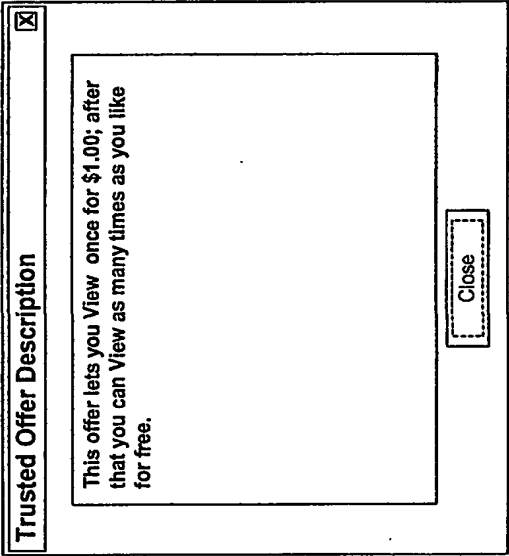 Trusted Offer Description
This offer lets you View once for $1.00; after
that you can View as many times as you like
for free.
Close